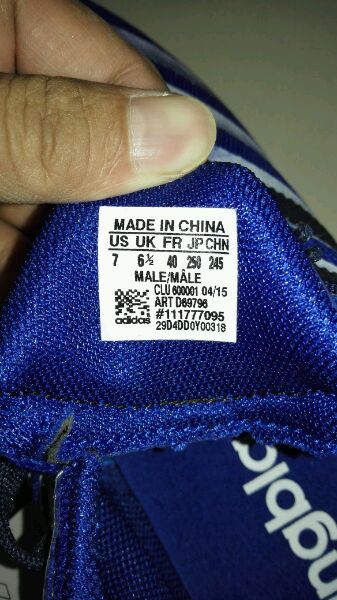 MADE IN CHINA
US UK FR JP CHN
7 6½ 40 250 245
MALE/MÂLE
CLU 600001 04/15
ART D69796
#111777095
29D4DD0Y00318
adidas
ngbla